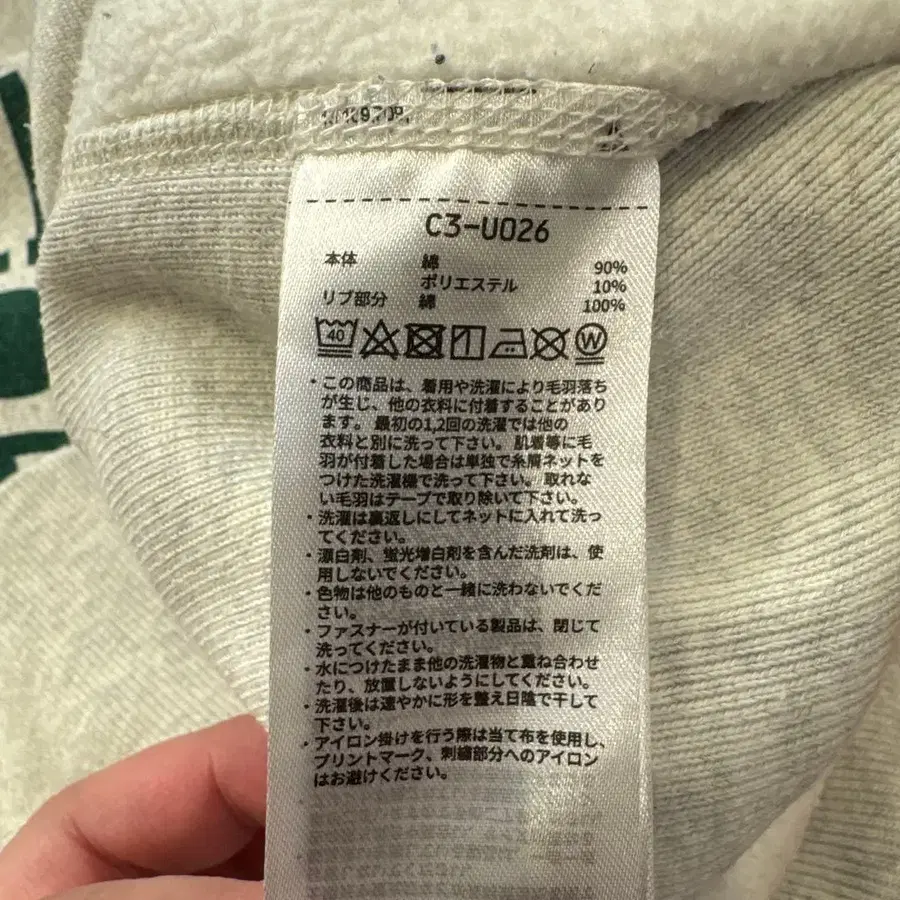 C3-U026
本体 綿 90%
ポリエステル 10%
リブ部分 綿 100%
40 W
・この商品は、着用や洗濯により毛羽落ち
が生じ、他の衣料に付着することがあり
ます。最初の1,2回の洗濯では他の
衣料と別に洗って下さい。肌着等に毛
羽が付着した場合は単独で糸屑ネットを
つけた洗濯機で洗って下さい。取れな
い毛羽はテープで取り除いて下さい。
・洗濯は裏返しにしてネットに入れて洗っ
てください。
・漂白剤、蛍光増白剤を含んだ洗剤は、使
用しないでください。
・色物は他のものと一緒に洗わないでくだ
さい。
・ファスナーが付いている製品は、閉じて
洗ってください。
・水につけたまま他の洗濯物と重ね合わせ
たり、放置しないようにしてください。
・洗濯後は速やかに形を整え日陰で干して
下さい。
・アイロン掛けを行う際は当て布を使用し、
プリントマーク、刺繍部分へのアイロン
はお避けください。